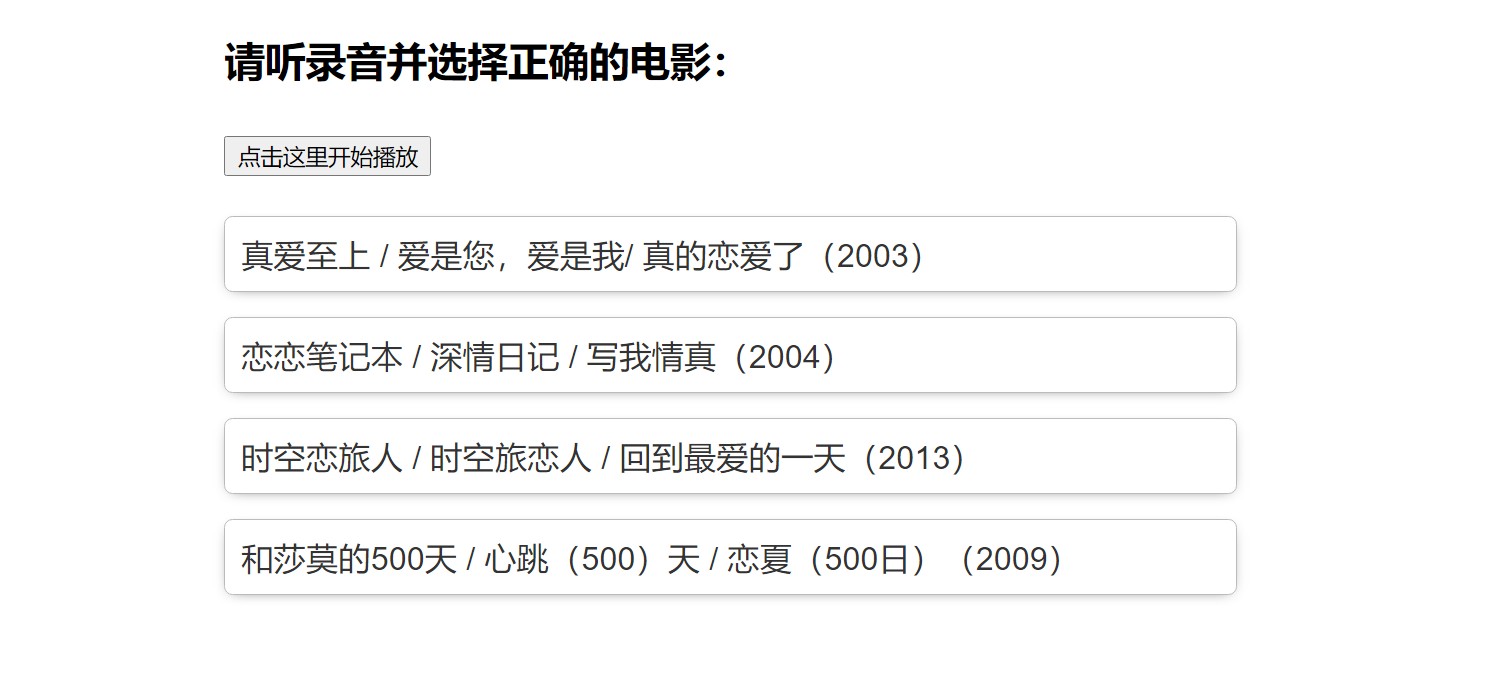 请听录音并选择正确的电影：
点击这里开始播放
真爱至上 / 爱是您，爱是我/ 真的恋爱了（2003）
恋恋笔记本 / 深情日记 / 写我情真（2004）
时空恋旅人 / 时空旅恋人 / 回到最爱的一天（2013）
和莎莫的500天 / 心跳（500）天 / 恋夏（500日）（2009）